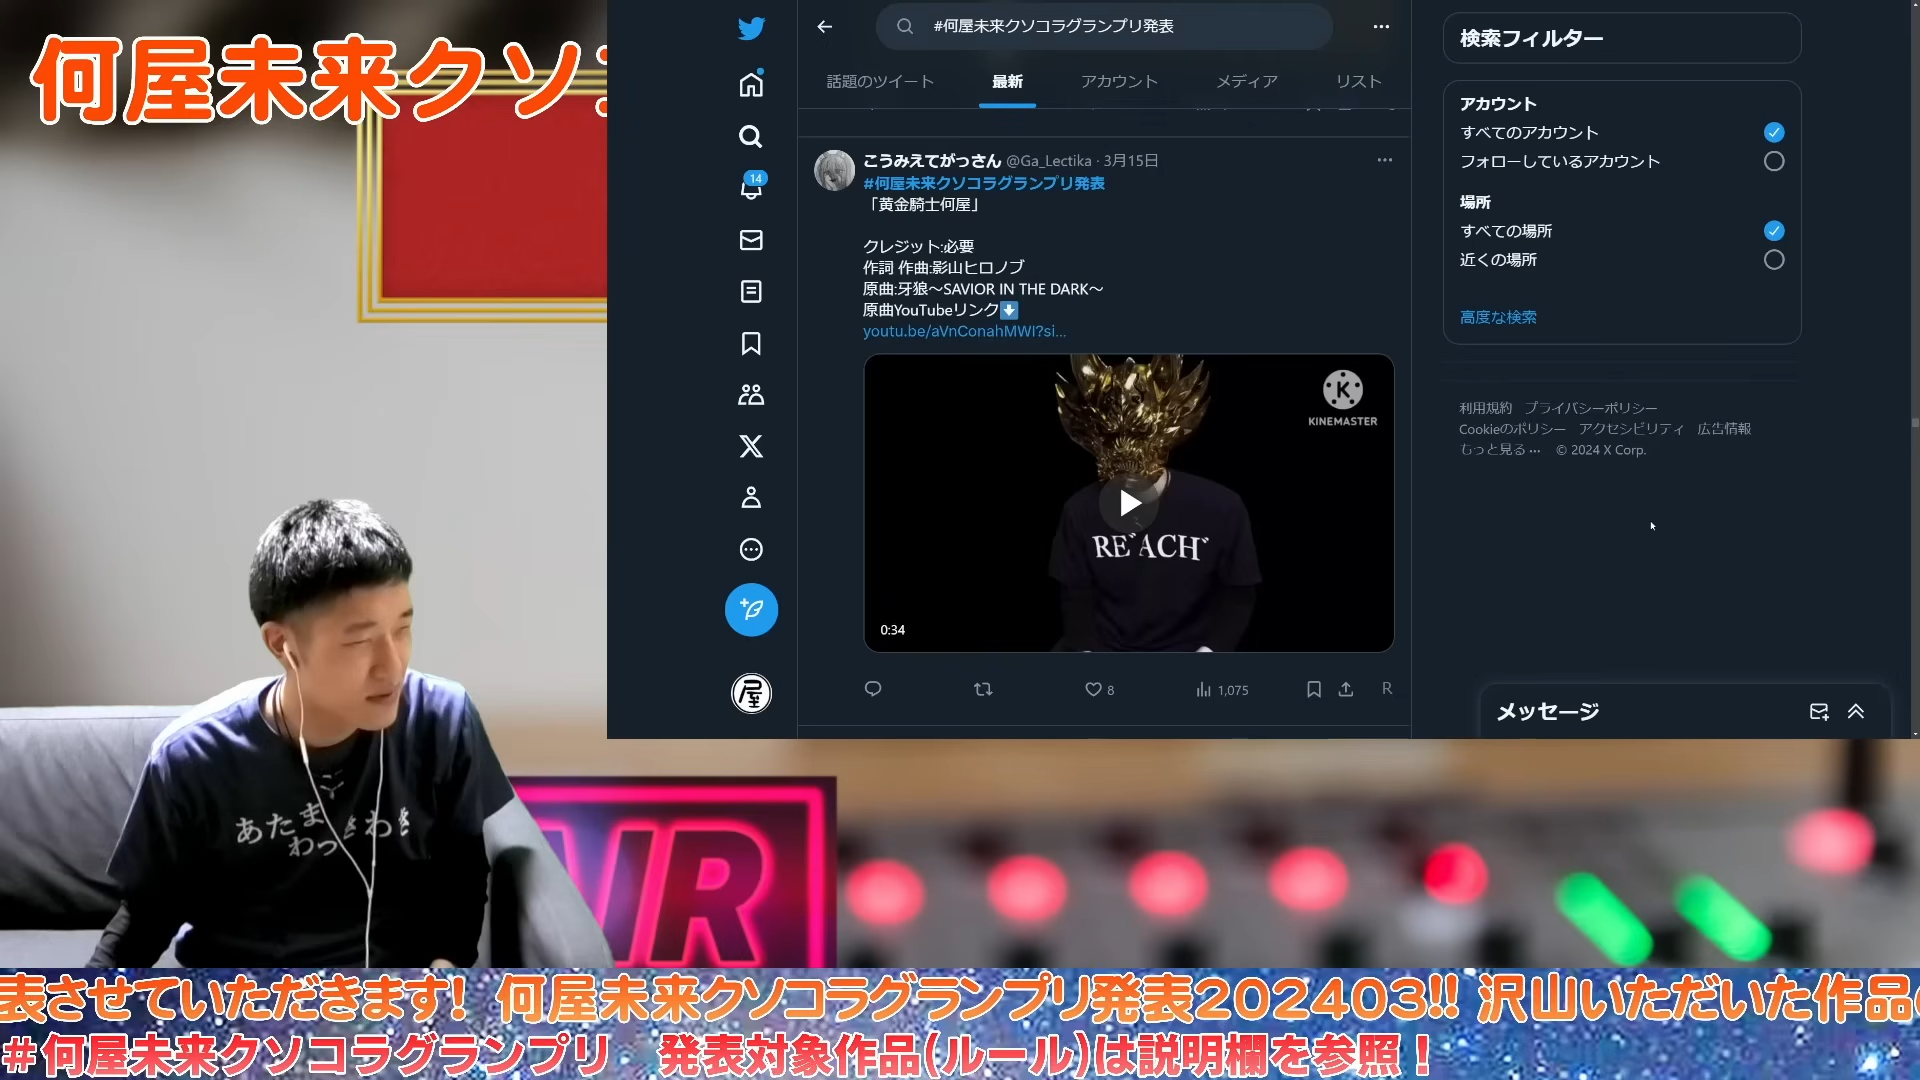 何屋未来クソコ
#何屋未来クソコラグランプリ発表
話題のツイート
最新
アカウント
メディア
リスト
14
こうみえてがっさん @Ga_Lectika · 3月15日
#何屋未来クソコラグランプリ発表
「黄金騎士何屋」
クレジット:必要
作詞 作曲:影山ヒロノブ
原曲:牙狼〜SAVIOR IN THE DARK〜
原曲YouTubeリンク⬇
youtu.be/aVnConahMWI?si...
KINEMASTER
RE゛ACH゛
0:34
8
1,075
検索フィルター
アカウント
すべてのアカウント
フォローしているアカウント
場所
すべての場所
近くの場所
高度な検索
利用規約 プライバシーポリシー
Cookieのポリシー アクセシビリティ 広告情報
もっと見る ··· © 2024 X Corp.
メッセージ
屋
あたま
わっ
きわき
表させていただきます! 何屋未来クソコラグランプリ発表202403!! 沢山いただいた作品
#何屋未来クソコラグランプリ 発表対象作品(ルール)は説明欄を参照!